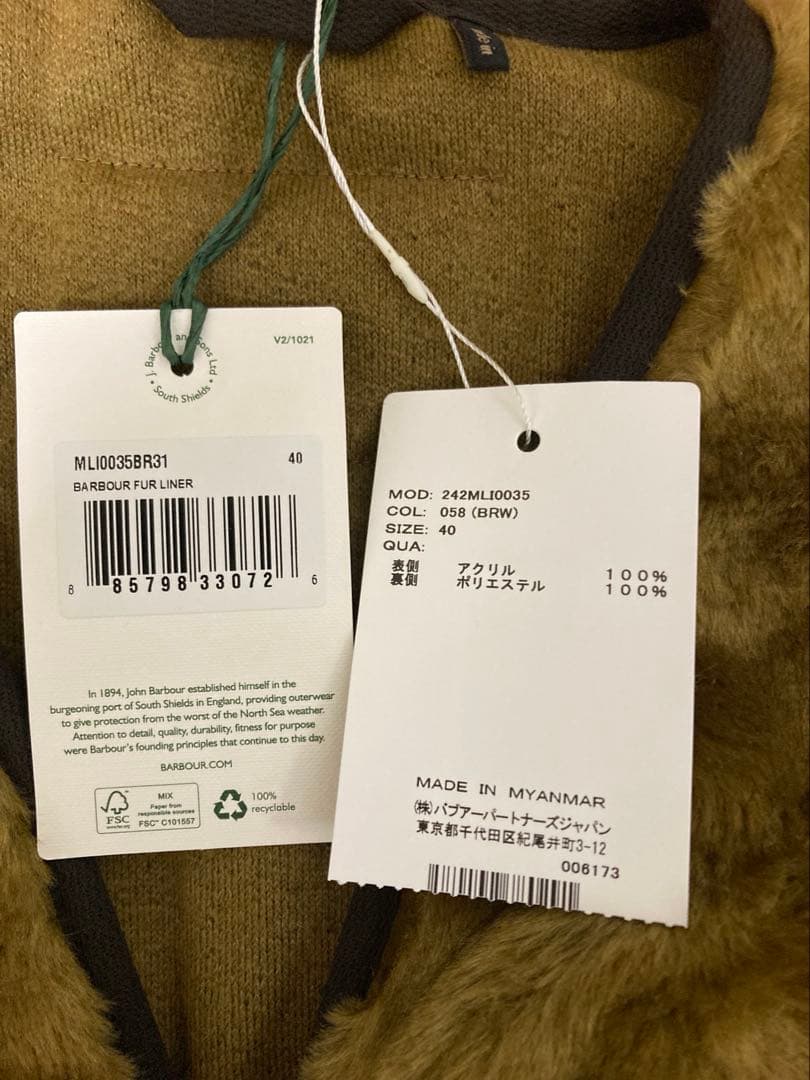 V2/1021
J. Barbour and Sons Ltd
• South Shields •
MLI0035BR31 40
BARBOUR FUR LINER
8 85798 33072 6
In 1894, John Barbour established himself in the
burgeoning port of South Shields in England, providing outerwear
to give protection from the worst of the North Sea weather.
Attention to detail, quality, durability, fitness for purpose
were Barbour's founding principles that continue to this day.
BARBOUR.COM
FSC
www.fsc.org
MIX
Paper from
responsible sources
FSC™ C101557
100%
recyclable
MOD: 242MLI0035
COL: 058 (BRW)
SIZE: 40
QUA:
表側 アクリル 100%
裏側 ポリエステル 100%
MADE IN MYANMAR
(株)バブアーパートナーズジャパン
東京都千代田区紀尾井町3-12
006173